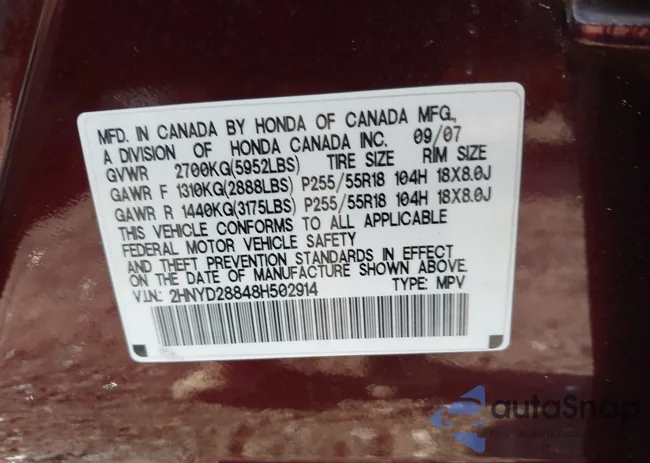 MFD. IN CANADA BY HONDA OF CANADA MFG.,
A DIVISION OF HONDA CANADA INC. 09/07
GVWR 2700KG(5952LBS) TIRE SIZE RIM SIZE
GAWR F 1310KG(2888LBS) P255/55R18 104H 18X8.0J
GAWR R 1440KG(3175LBS) P255/55R18 104H 18X8.0J
THIS VEHICLE CONFORMS TO ALL APPLICABLE
FEDERAL MOTOR VEHICLE SAFETY
AND THEFT PREVENTION STANDARDS IN EFFECT
ON THE DATE OF MANUFACTURE SHOWN ABOVE.
V.I.N.: 2HNYD28848H502914 TYPE: MPV
autoSnap